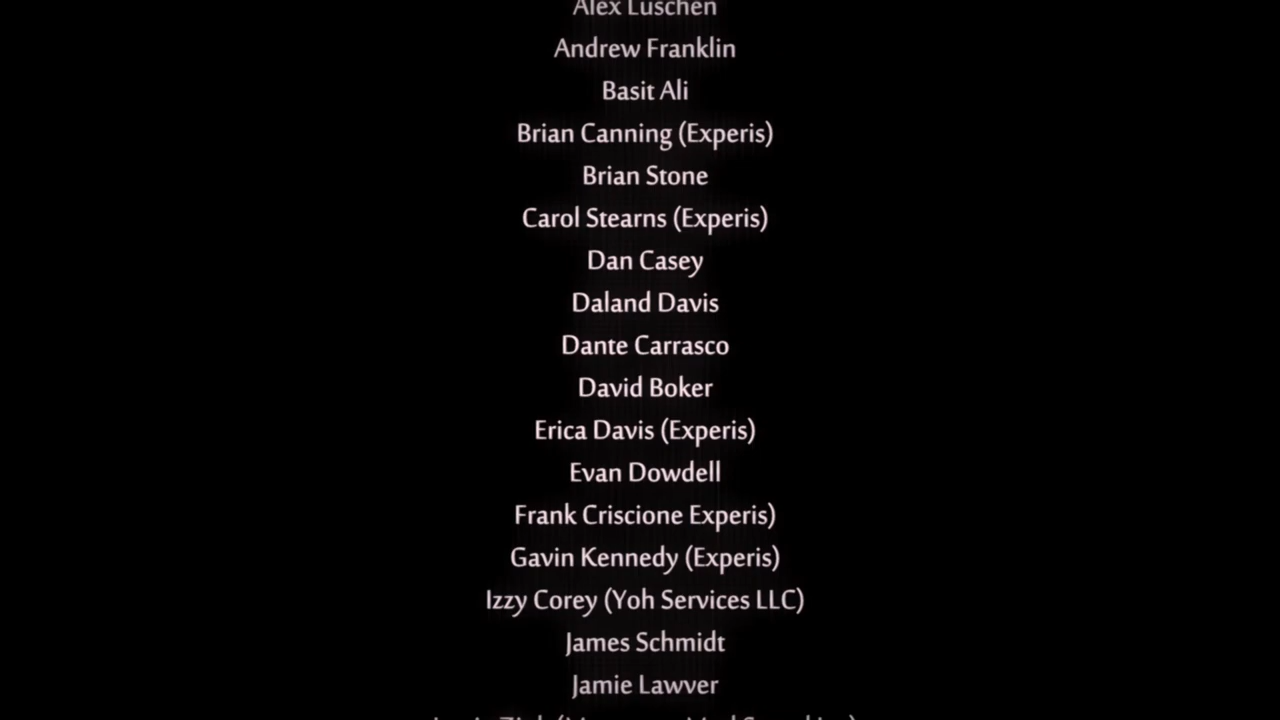 Alex Luschen
Andrew Franklin
Basit Ali
Brian Canning (Experis)
Brian Stone
Carol Stearns (Experis)
Dan Casey
Daland Davis
Dante Carrasco
David Boker
Erica Davis (Experis)
Evan Dowdell
Frank Criscione Experis)
Gavin Kennedy (Experis)
Izzy Corey (Yoh Services LLC)
James Schmidt
Jamie Lawver